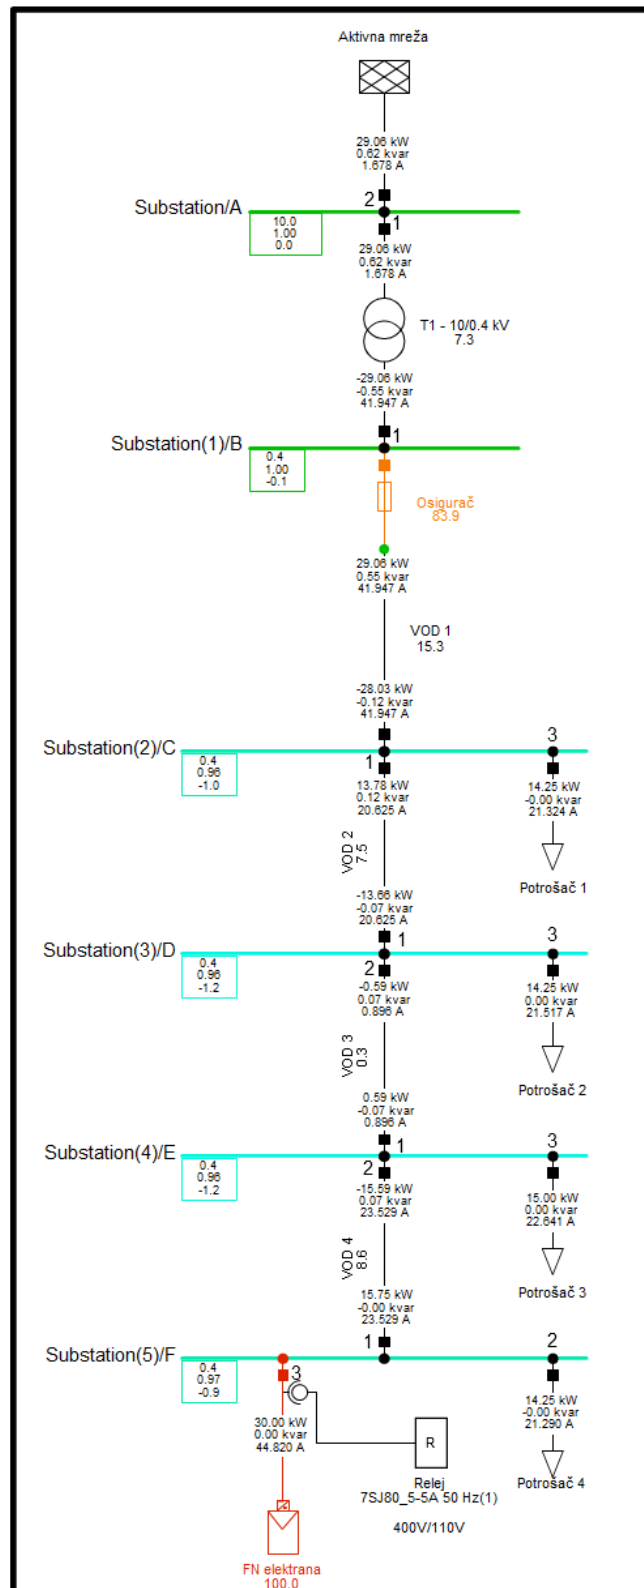 Aktivna mreža
29.06 kW
0.62 kvar
1.678 A
2
Substation/A
1
10.0
1.00
0.0
29.06 kW
0.62 kvar
1.678 A
T1 - 10/0.4 kV
7.3
-29.06 kW
-0.55 kvar
41.947 A
1
Substation(1)/B
0.4
1.00
-0.1
Osigurač
83.9
29.06 kW
0.55 kvar
41.947 A
VOD 1
15.3
-28.03 kW
-0.12 kvar
41.947 A
Substation(2)/C
3
1
0.4
0.96
-1.0
13.78 kW
0.12 kvar
20.625 A
14.25 kW
-0.00 kvar
21.324 A
VOD 2
7.5
Potrošač 1
-13.66 kW
-0.07 kvar
20.625 A
1
3
Substation(3)/D
2
0.4
0.96
-1.2
-0.59 kW
0.07 kvar
0.896 A
14.25 kW
0.00 kvar
21.517 A
VOD 3
0.3
Potrošač 2
0.59 kW
-0.07 kvar
0.896 A
1
3
Substation(4)/E
2
0.4
0.96
-1.2
-15.59 kW
0.07 kvar
23.529 A
15.00 kW
0.00 kvar
22.641 A
VOD 4
8.6
Potrošač 3
15.75 kW
-0.00 kvar
23.529 A
1
2
Substation(5)/F
3
0.4
0.97
-0.9
30.00 kW
0.00 kvar
44.820 A
14.25 kW
-0.00 kvar
21.290 A
R
Relej
7SJ80_5-5A 50 Hz(1)
400V/110V
Potrošač 4
FN elektrana
100.0